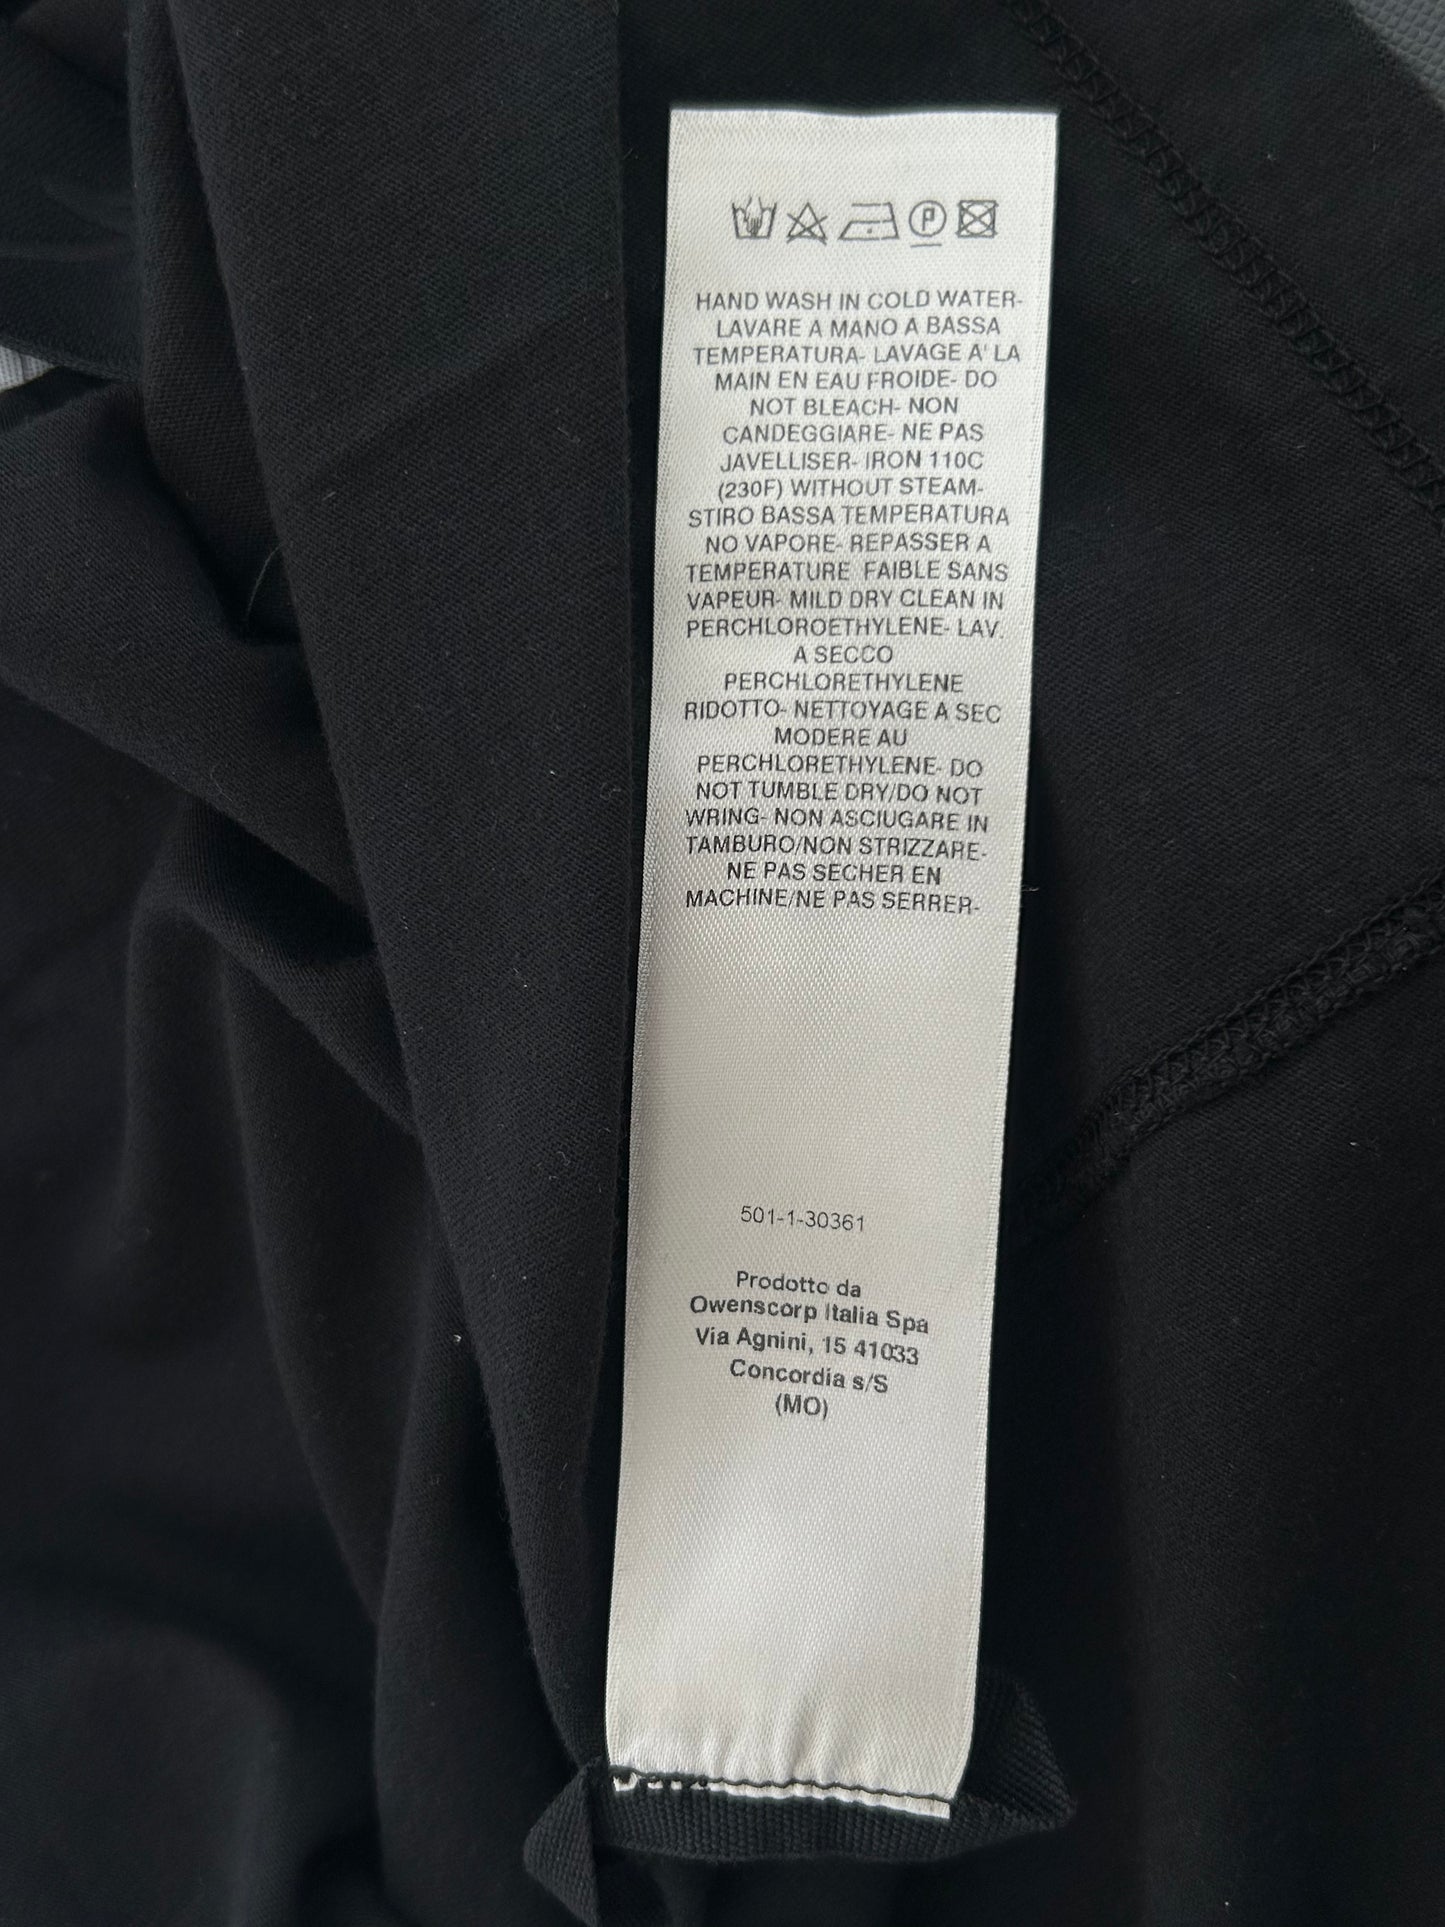 HAND WASH IN COLD WATER-
LAVARE A MANO A BASSA
TEMPERATURA- LAVAGE A' LA
MAIN EN EAU FROIDE- DO
NOT BLEACH- NON
CANDEGGIARE- NE PAS
JAVELLISER- IRON 110C
(230F) WITHOUT STEAM-
STIRO BASSA TEMPERATURA
NO VAPORE- REPASSER A
TEMPERATURE FAIBLE SANS
VAPEUR- MILD DRY CLEAN IN
PERCHLOROETHYLENE- LAV.
A SECCO
PERCHLORETHYLENE
RIDOTTO- NETTOYAGE A SEC
MODERE AU
PERCHLORETHYLENE- DO
NOT TUMBLE DRY/DO NOT
WRING- NON ASCIUGARE IN
TAMBURO/NON STRIZZARE-
NE PAS SECHER EN
MACHINE/NE PAS SERRER-
501-1-30361
Prodotto da
Owenscorp Italia Spa
Via Agnini, 15 41033
Concordia s/S
(MO)